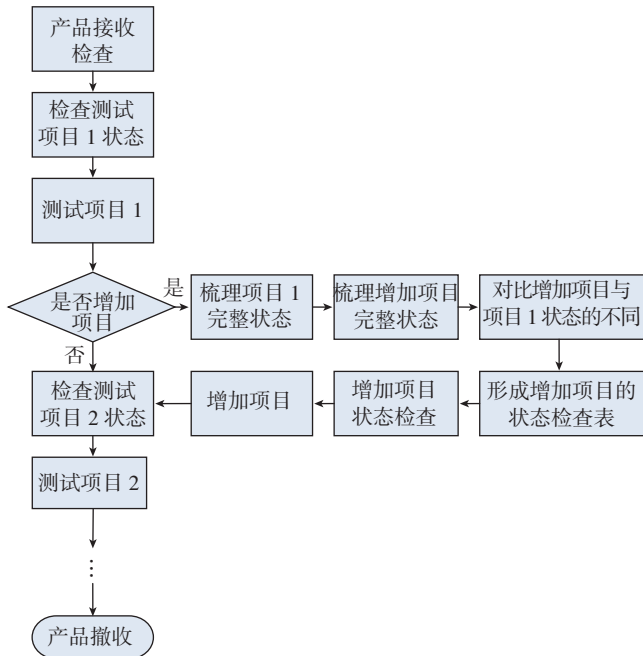 产品接收
检查
检查测试
项目 1 状态
测试项目 1
是否增加
项目
是
梳理项目 1
完整状态
梳理增加项目
完整状态
对比增加项目与
项目 1 状态的不同
否
检查测试
项目 2 状态
增加项目
增加项目
状态检查
形成增加项目的
状态检查表
测试项目 2
⋮
产品撤收